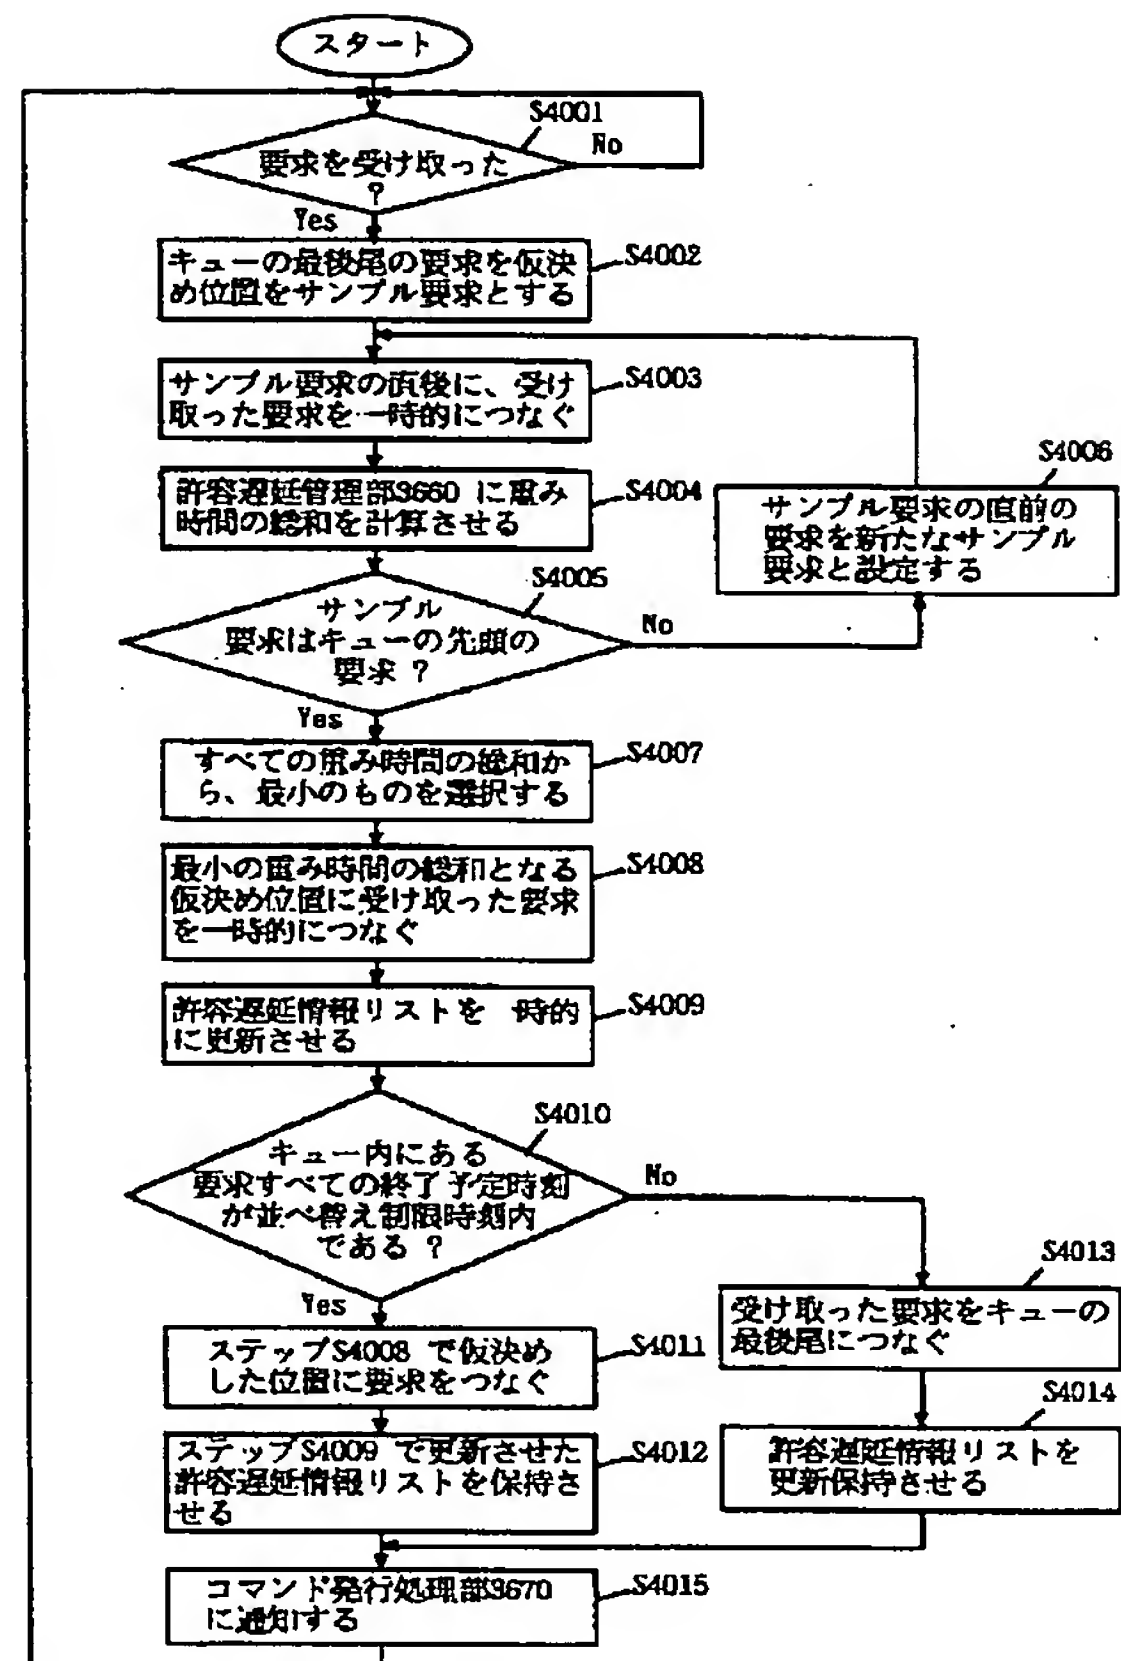 スタート
S4001
要求を受け取った
?
No
Yes
キューの最後尾の要求を仮決
め位置をサンプル要求とする
S4002
サンプル要求の直後に、受け
取った要求を一時的につなぐ
S4003
許容遅延管理部3660 に重み
時間の総和を計算させる
S4004
S4006
サンプル要求の直前の
要求を新たなサンプル
要求と設定する
S4005
サンプル
要求はキューの先頭の
要求 ?
No
Yes
すべての重み時間の総和か
ら、最小のものを選択する
S4007
最小の重み時間の総和となる
仮決め位置に受け取った要求
を一時的につなぐ
S4008
許容遅延情報リストを一時的
に更新させる
S4009
S4010
キュー内にある
要求すべての終了予定時刻
が並べ替え制限時刻内
である ?
No
Yes
S4013
受け取った要求をキューの
最後尾につなぐ
ステップS4008 で仮決め
した位置に要求をつなぐ
S4011
S4014
許容遅延情報リストを
更新保持させる
ステップS4009 で更新させた
許容遅延情報リストを保持さ
せる
S4012
コマンド発行処理部3670
に通知する
S4015